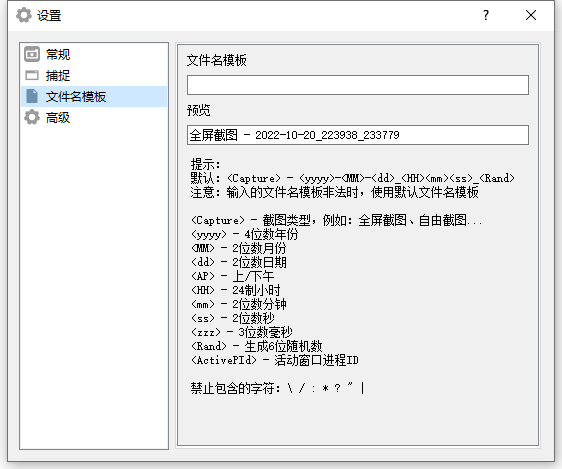 设置
常规
捕捉
文件名模板
高级
文件名模板
预览
全屏截图 - 2022-10-20_223938_233779
提示:
默认: <Capture> - <yyyy>-<MM>-<dd>_<HH><mm><ss>_<Rand>
注意: 输入的文件名模板非法时, 使用默认文件名模板
<Capture> - 截图类型, 例如: 全屏截图、自由截图...
<yyyy> - 4位数年份
<MM> - 2位数月份
<dd> - 2位数日期
<AP> - 上/下午
<HH> - 24制小时
<mm> - 2位数分钟
<ss> - 2位数秒
<zzz> - 3位数毫秒
<Rand> - 生成6位随机数
<ActivePId> - 活动窗口进程ID
禁止包含的字符: \ / : * ? " |